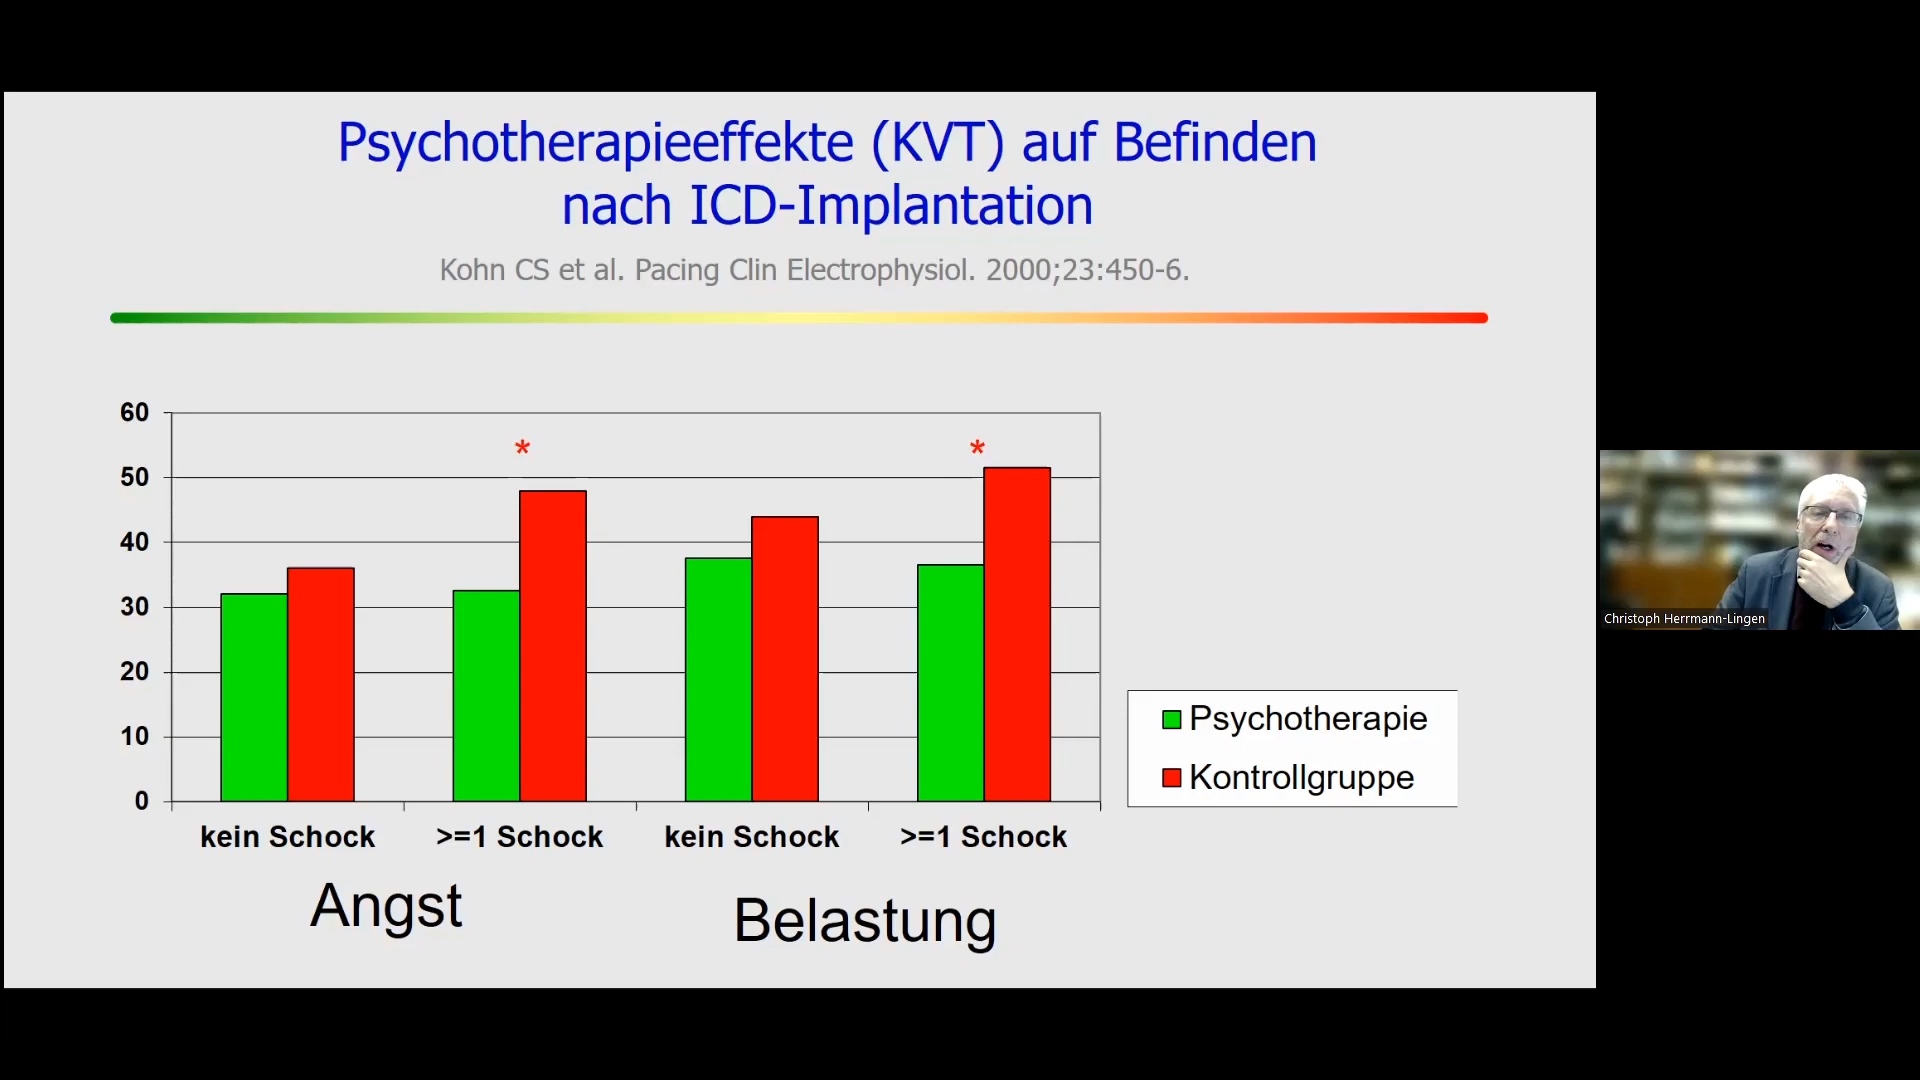 Psychotherapieeffekte (KVT) auf Befinden
nach ICD-Implantation
Kohn CS et al. Pacing Clin Electrophysiol. 2000;23:450-6.
60
50
40
30
20
10
0
*
*
kein Schock
>=1 Schock
kein Schock
>=1 Schock
Angst
Belastung
Psychotherapie
Kontrollgruppe
Christoph Herrmann-Lingen